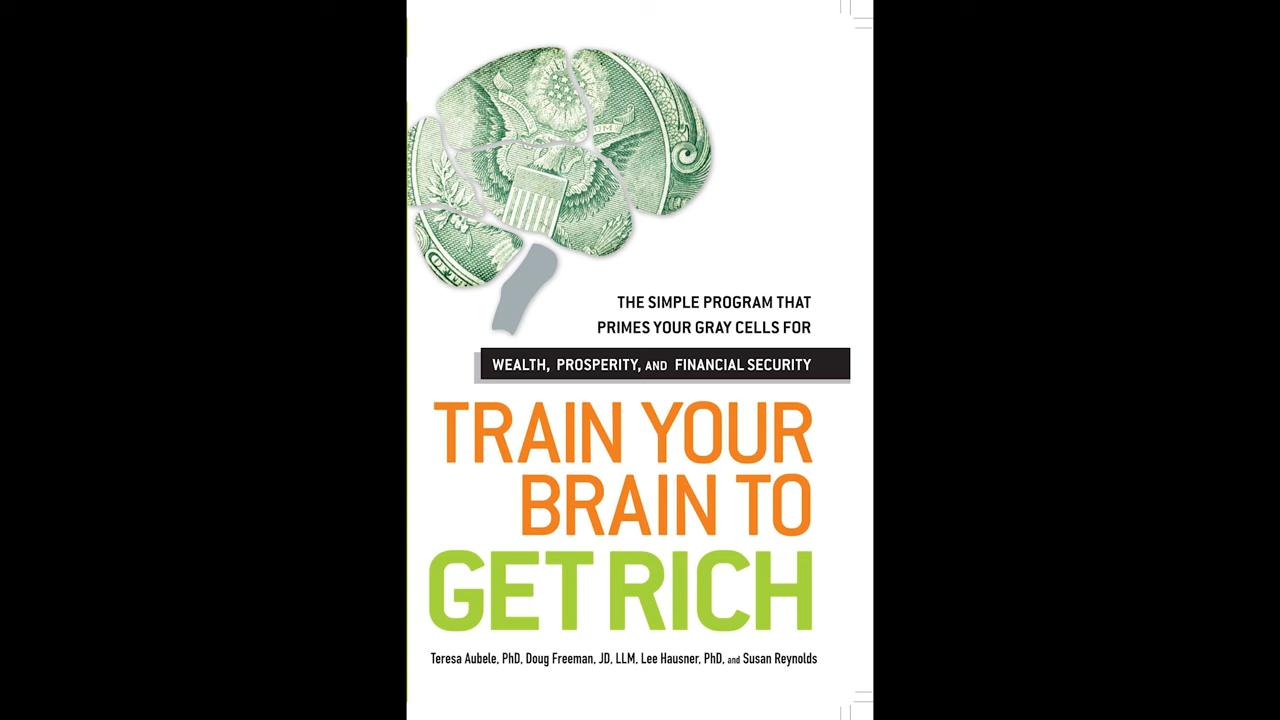 THE SIMPLE PROGRAM THAT
PRIMES YOUR GRAY CELLS FOR
WEALTH, PROSPERITY, AND FINANCIAL SECURITY
TRAIN YOUR
BRAIN TO
GET RICH
Teresa Aubele, PhD, Doug Freeman, JD, LLM, Lee Hausner, PhD, and Susan Reynolds